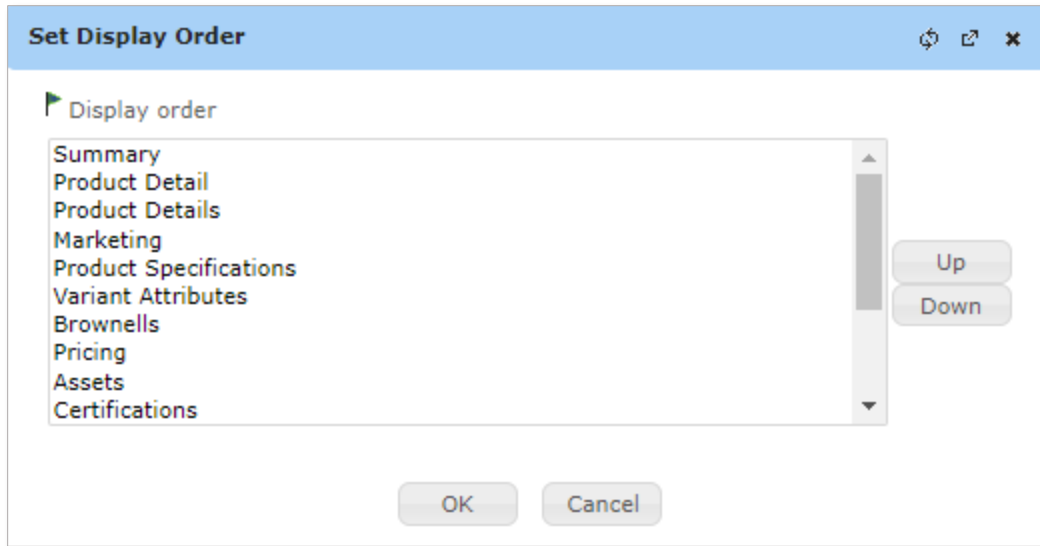 Set Display Order
Display order
Summary
Product Detail
Product Details
Marketing
Product Specifications
Variant Attributes
Brownells
Pricing
Assets
Certifications
Up
Down
OK
Cancel